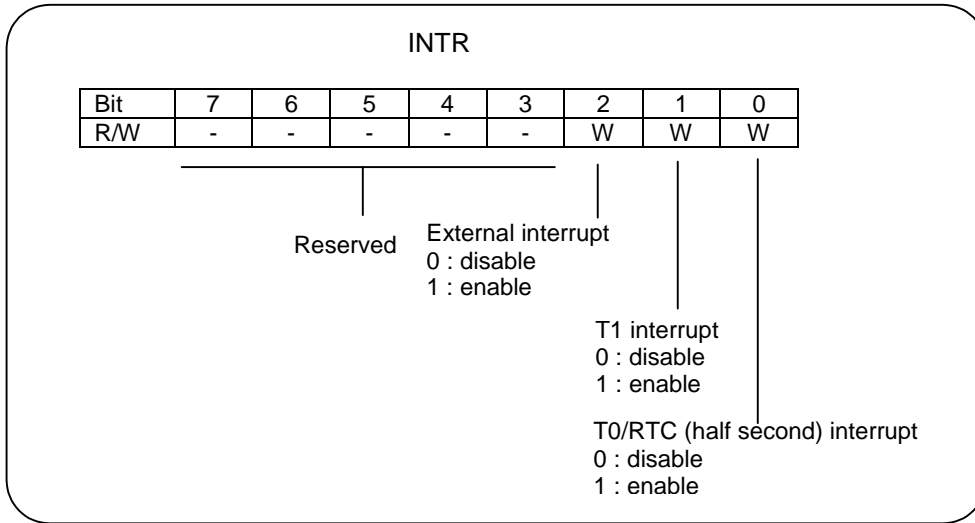 INTR
Bit 7 6 5 4 3 2 1 0
R/W - - - - - W W W
Reserved
External interrupt
0 : disable
1 : enable
T1 interrupt
0 : disable
1 : enable
T0/RTC (half second) interrupt
0 : disable
1 : enable